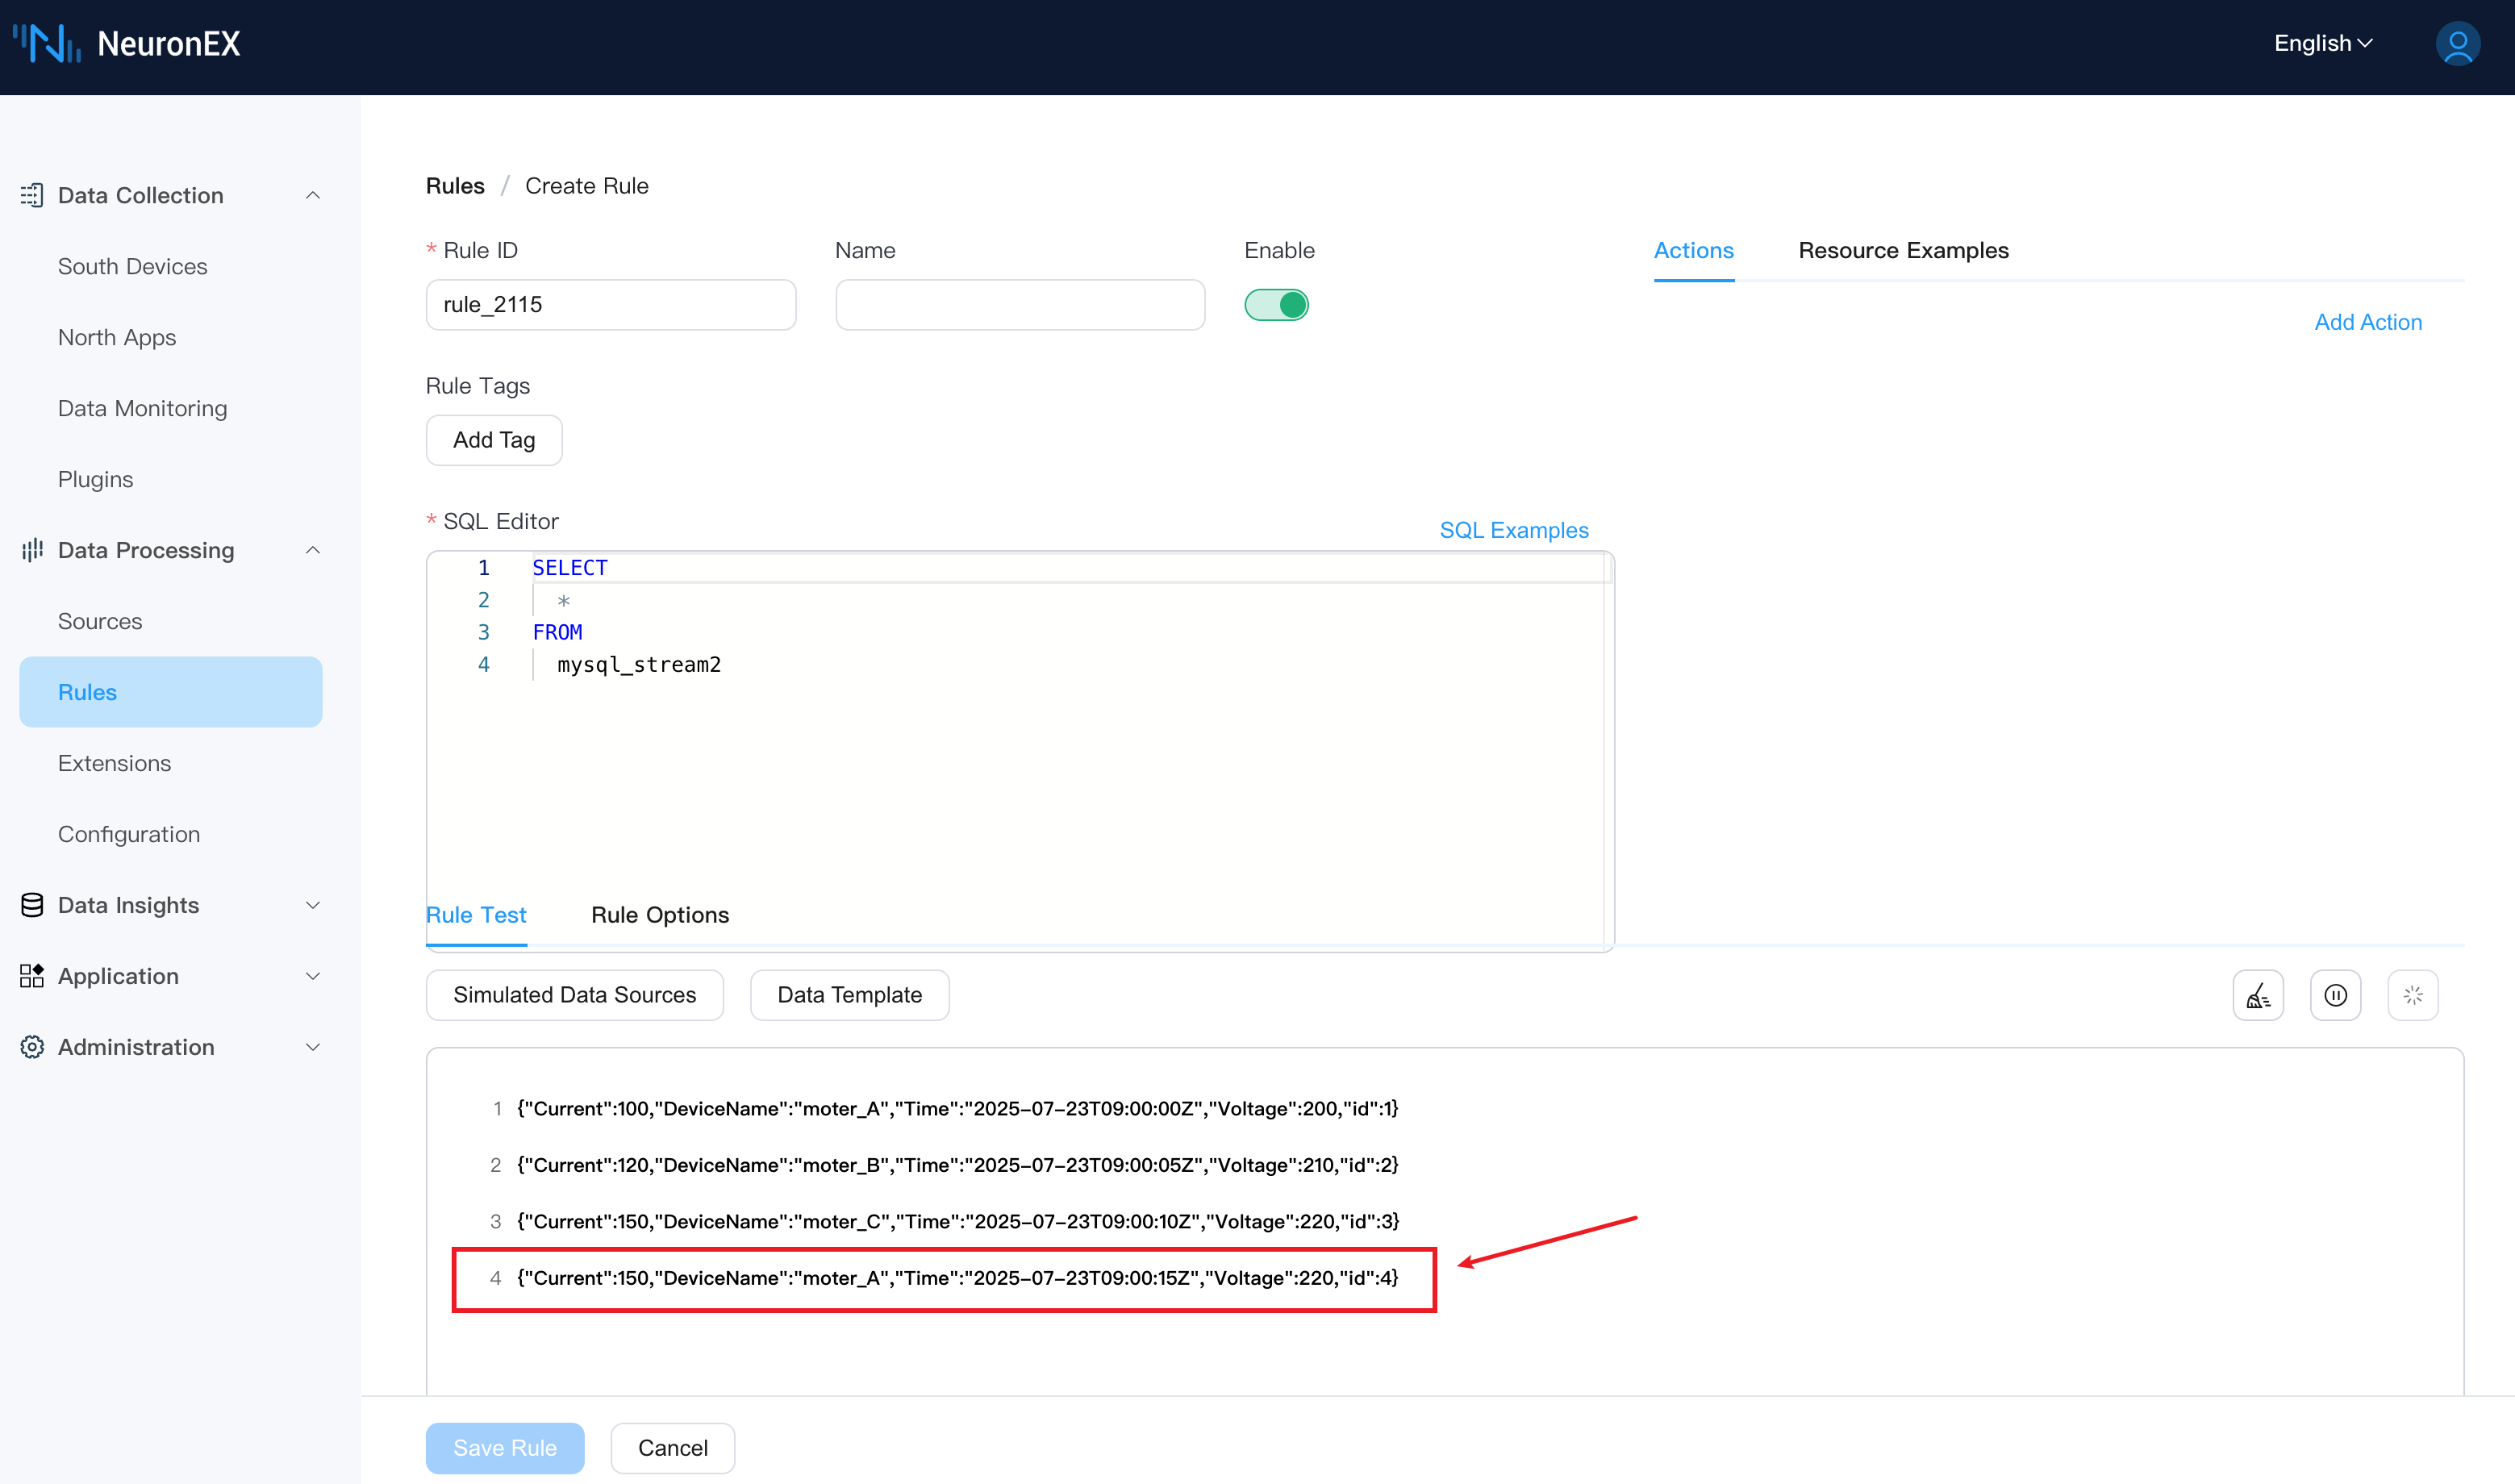 NeuronEX
English
Data Collection
South Devices
North Apps
Data Monitoring
Plugins
Data Processing
Sources
Rules
Extensions
Configuration
Data Insights
Application
Administration
Rules / Create Rule
* Rule ID
Name
Enable
rule_2115
Rule Tags
Add Tag
* SQL Editor
SQL Examples
1 SELECT
2 *
3 FROM
4 mysql_stream2
Actions
Resource Examples
Add Action
Rule Test
Rule Options
Simulated Data Sources
Data Template
1 {"Current":100,"DeviceName":"moter_A","Time":"2025-07-23T09:00:00Z","Voltage":200,"id":1}
2 {"Current":120,"DeviceName":"moter_B","Time":"2025-07-23T09:00:05Z","Voltage":210,"id":2}
3 {"Current":150,"DeviceName":"moter_C","Time":"2025-07-23T09:00:10Z","Voltage":220,"id":3}
4 {"Current":150,"DeviceName":"moter_A","Time":"2025-07-23T09:00:15Z","Voltage":220,"id":4}
Save Rule
Cancel